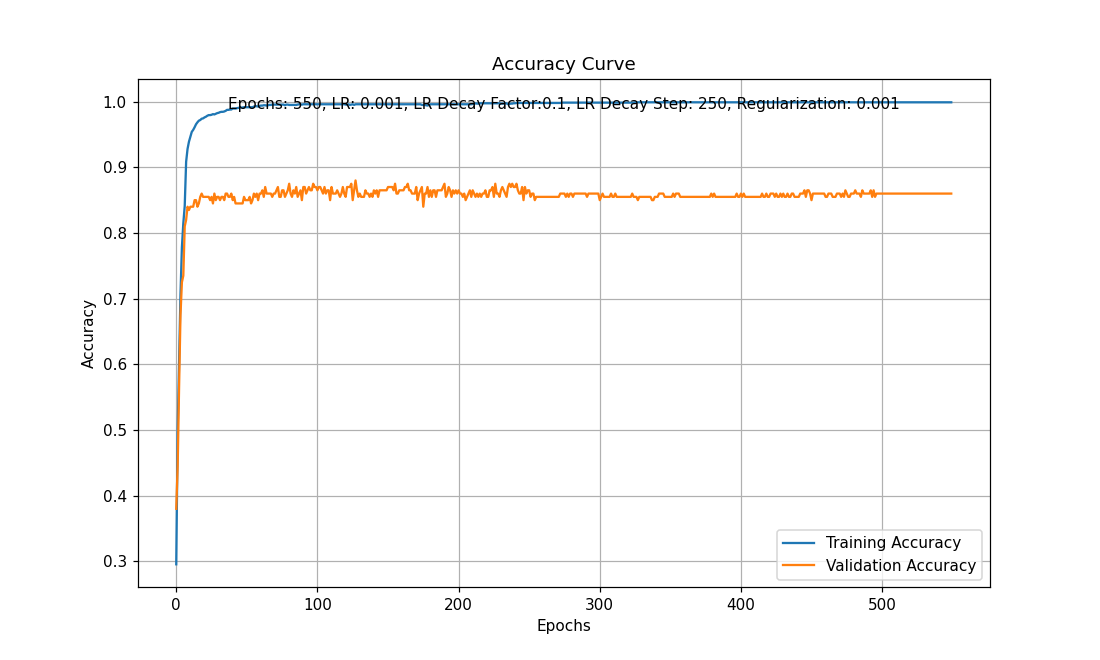 Accuracy Curve
Epochs: 550, LR: 0.001, LR Decay Factor:0.1, LR Decay Step: 250, Regularization: 0.001
1.0
0.9
0.8
0.7
0.6
0.5
0.4
0.3
Accuracy
Training Accuracy
Validation Accuracy
0 100 200 300 400 500
Epochs